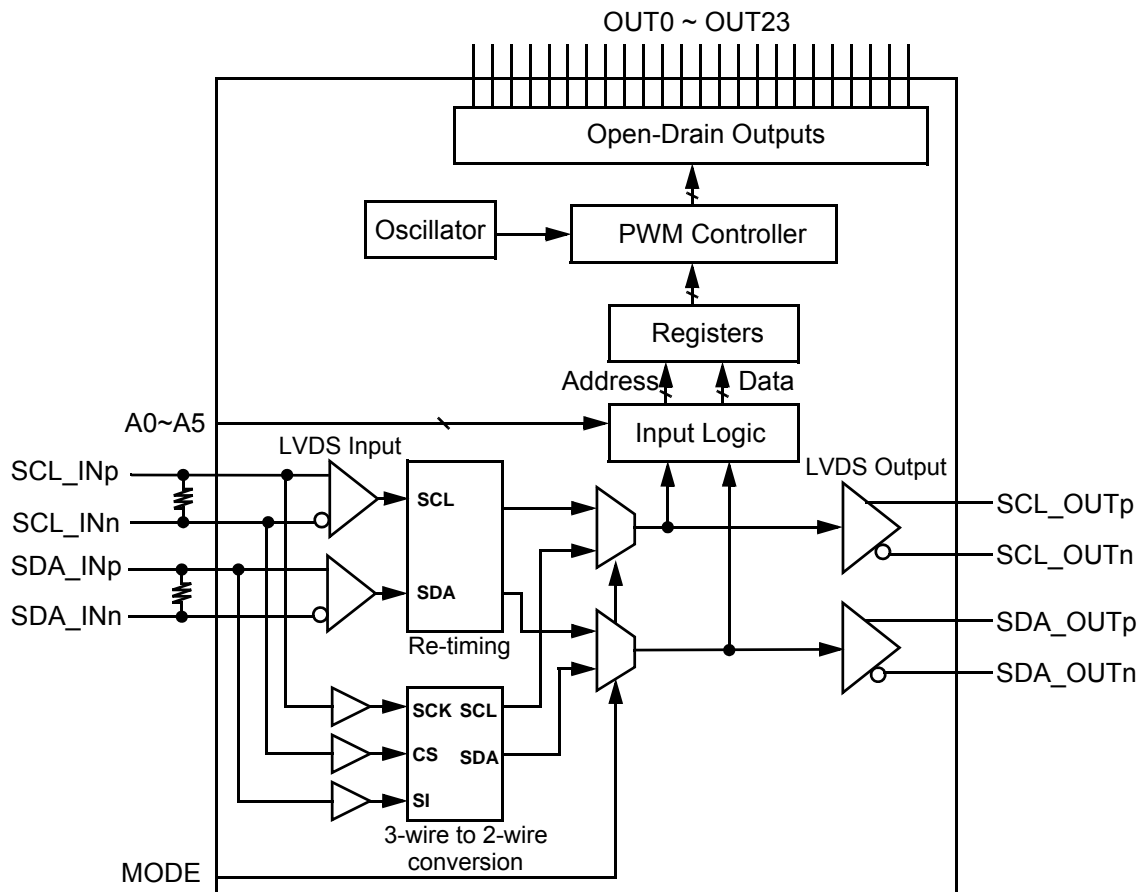 OUT0 ~ OUT23
Open-Drain Outputs
Oscillator
PWM Controller
Registers
Address
Data
A0~A5
Input Logic
LVDS Input
LVDS Output
SCL_INp
SCL
SCL_OUTp
SCL_INn
SCL_OUTn
SDA_INp
SDA
SDA_INn
SDA_OUTp
Re-timing
SDA_OUTn
SCK SCL
CS
SDA
SI
3-wire to 2-wire
conversion
MODE